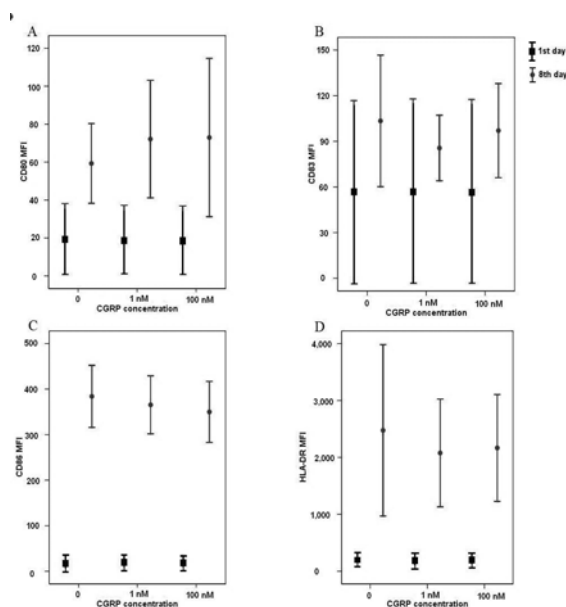 A
120
100
80
60
40
20
0
CD80 MFI
0 1 nM 100 nM
CGRP concentration
B
150
120
90
60
30
0
CD83 MFI
0 1 nM 100 nM
CGRP concentration
1st day
8th day
C
500
400
300
200
100
0
CD86 MFI
0 1 nM 100 nM
CGRP concentration
D
4,000
3,000
2,000
1,000
0
HLA-DR MFI
0 1 nM 100 nM
CGRP concentration